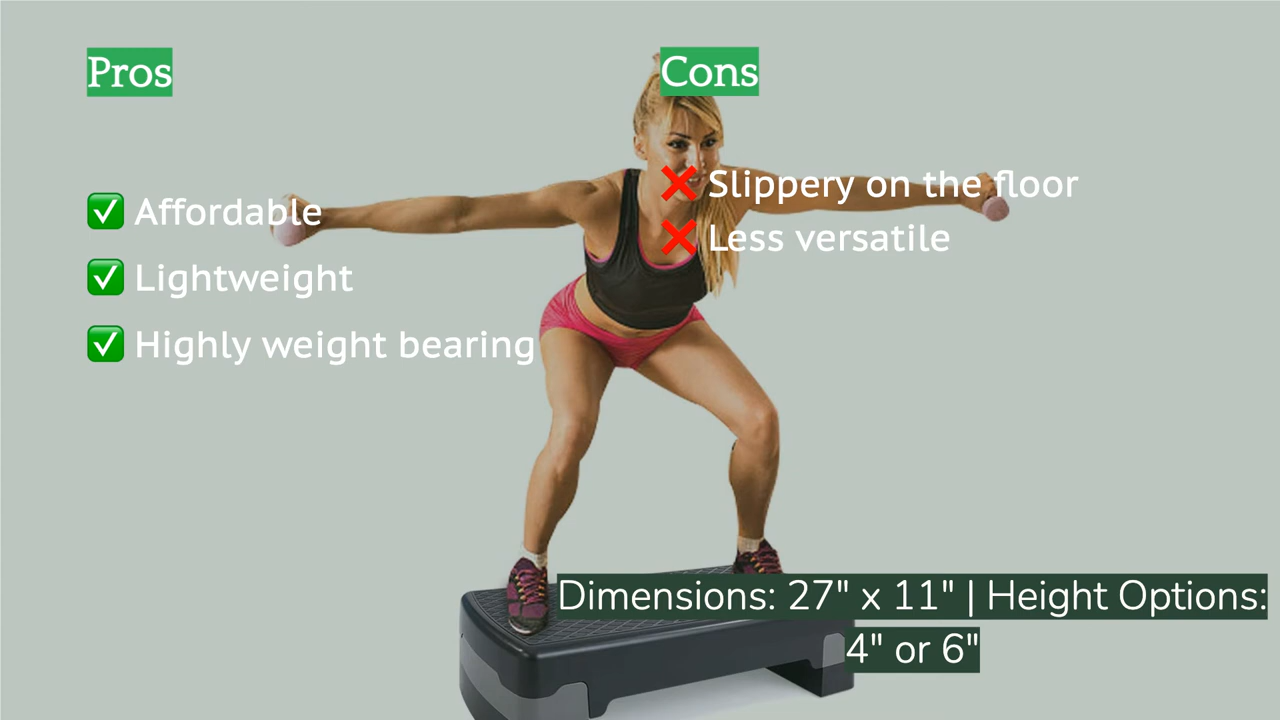 Pros
✅ Affordable
✅ Lightweight
✅ Highly weight bearing
Cons
❌ Slippery on the floor
❌ Less versatile
Dimensions: 27" x 11" | Height Options:
4" or 6"